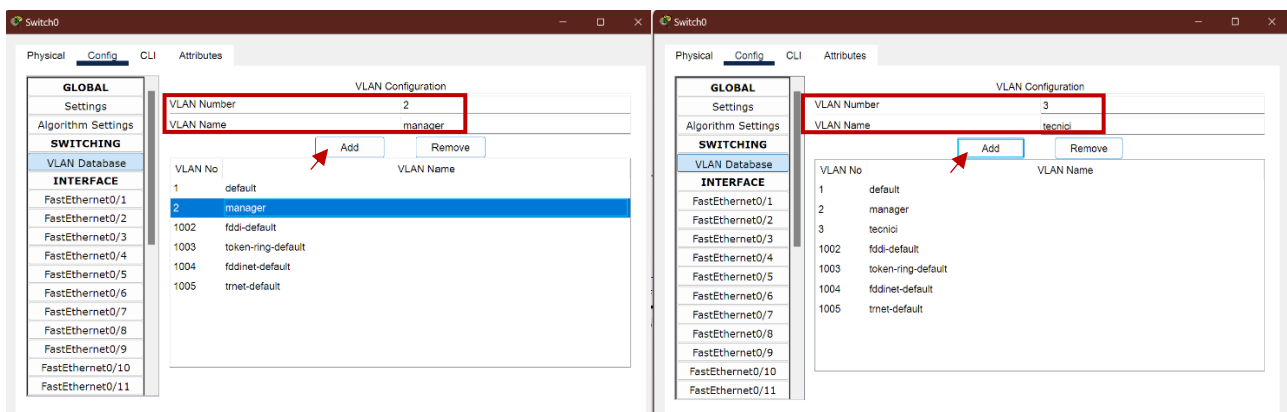 Switch0
Physical Config CLI Attributes
GLOBAL
Settings
Algorithm Settings
SWITCHING
VLAN Database
INTERFACE
FastEthernet0/1
FastEthernet0/2
FastEthernet0/3
FastEthernet0/4
FastEthernet0/5
FastEthernet0/6
FastEthernet0/7
FastEthernet0/8
FastEthernet0/9
FastEthernet0/10
FastEthernet0/11
VLAN Configuration
VLAN Number 2
VLAN Name manager
Add Remove
VLAN No VLAN Name
1 default
2 manager
1002 fddi-default
1003 token-ring-default
1004 fddinet-default
1005 trnet-default
Switch0
Physical Config CLI Attributes
GLOBAL
Settings
Algorithm Settings
SWITCHING
VLAN Database
INTERFACE
FastEthernet0/1
FastEthernet0/2
FastEthernet0/3
FastEthernet0/4
FastEthernet0/5
FastEthernet0/6
FastEthernet0/7
FastEthernet0/8
FastEthernet0/9
FastEthernet0/10
FastEthernet0/11
VLAN Configuration
VLAN Number 3
VLAN Name tecnici
Add Remove
VLAN No VLAN Name
1 default
2 manager
3 tecnici
1002 fddi-default
1003 token-ring-default
1004 fddinet-default
1005 trnet-default